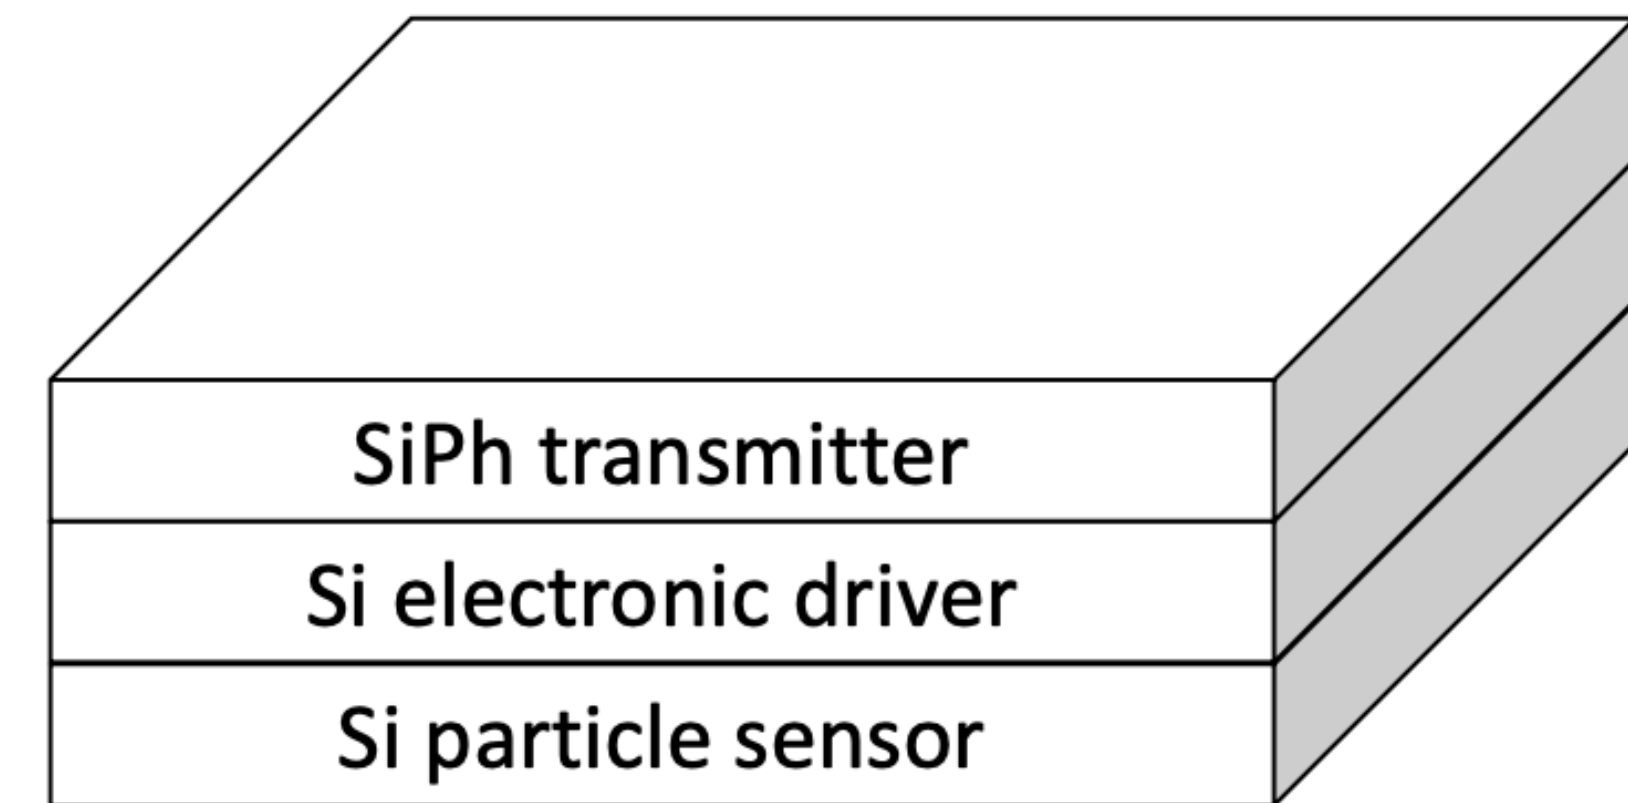 SiPh transmitter
Si electronic driver
Si particle sensor